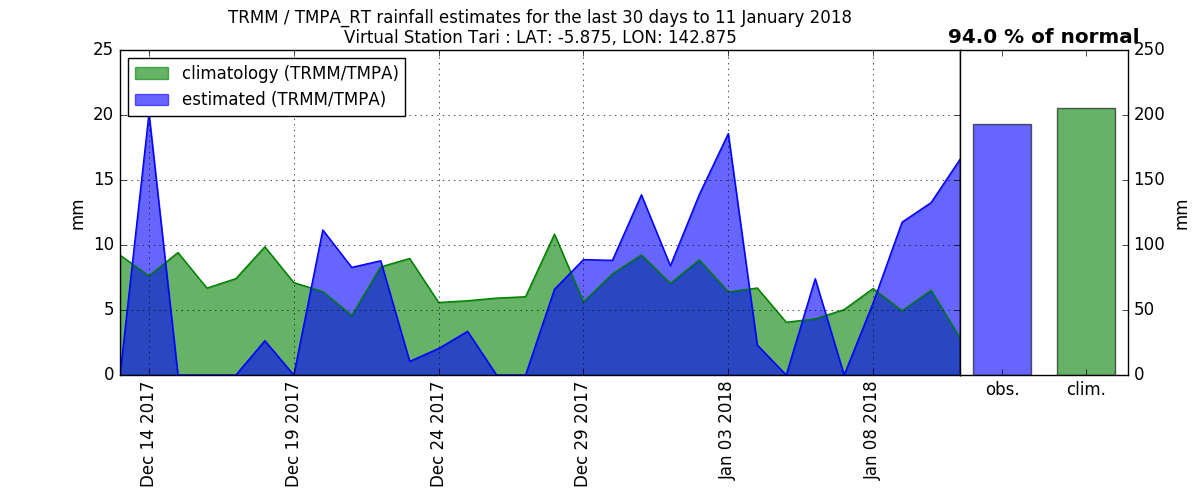 TRMM / TMPA_RT rainfall estimates for the last 30 days to 11 January 2018
Virtual Station Tari : LAT: -5.875, LON: 142.875
94.0 % of normal
climatology (TRMM/TMPA)
estimated (TRMM/TMPA)
25
20
15
10
5
0
mm
Dec 14 2017
Dec 19 2017
Dec 24 2017
Dec 29 2017
Jan 03 2018
Jan 08 2018
obs.
clim.
250
200
150
100
50
0
mm